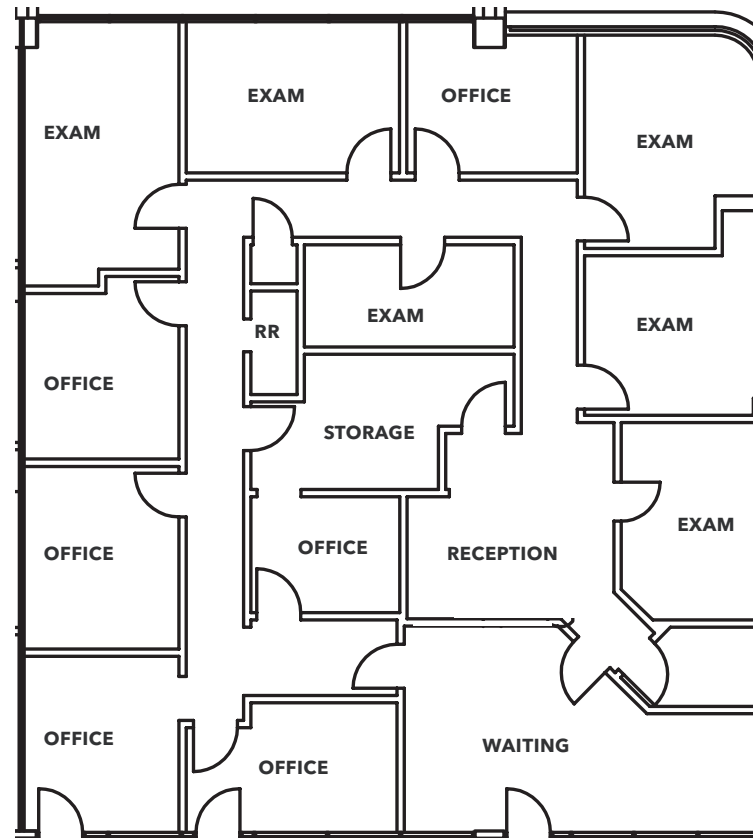 EXAM
OFFICE
EXAM
EXAM
EXAM
EXAM
RR
OFFICE
STORAGE
EXAM
OFFICE
OFFICE
RECEPTION
OFFICE
WAITING
OFFICE